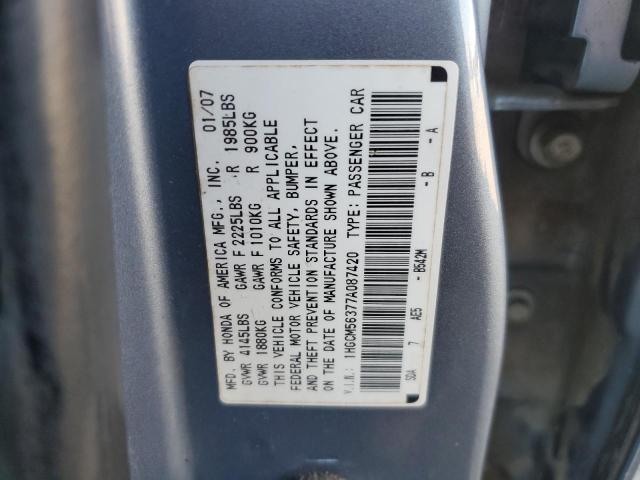 MFD. BY HONDA OF AMERICA MFG., INC. 01/07
GVWR 4145LBS GAWR F 2225LBS R 1985LBS
GVWR 1880KG GAWR F 1010KG R 900KG
THIS VEHICLE CONFORMS TO ALL APPLICABLE
FEDERAL MOTOR VEHICLE SAFETY, BUMPER,
AND THEFT PREVENTION STANDARDS IN EFFECT
ON THE DATE OF MANUFACTURE SHOWN ABOVE.
V.I.N.: 1HGCM56377A087420 TYPE: PASSENGER CAR
SDA 7 AE5 - B542M - B - A